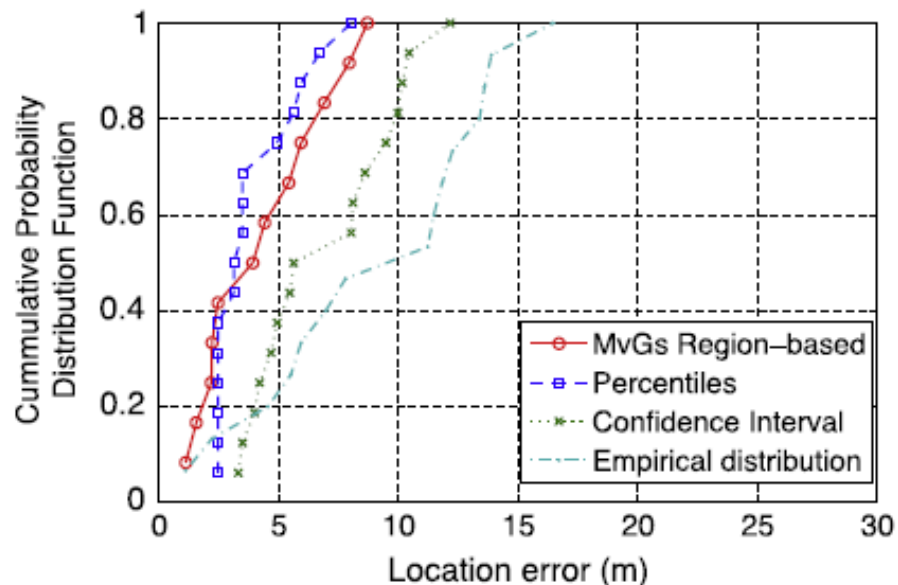 Cummulative Probability
Distribution Function
1
0.8
0.6
0.4
0.2
0
MvGs Region-based
Percentiles
Confidence Interval
Empirical distribution
0 5 10 15 20 25 30
Location error (m)